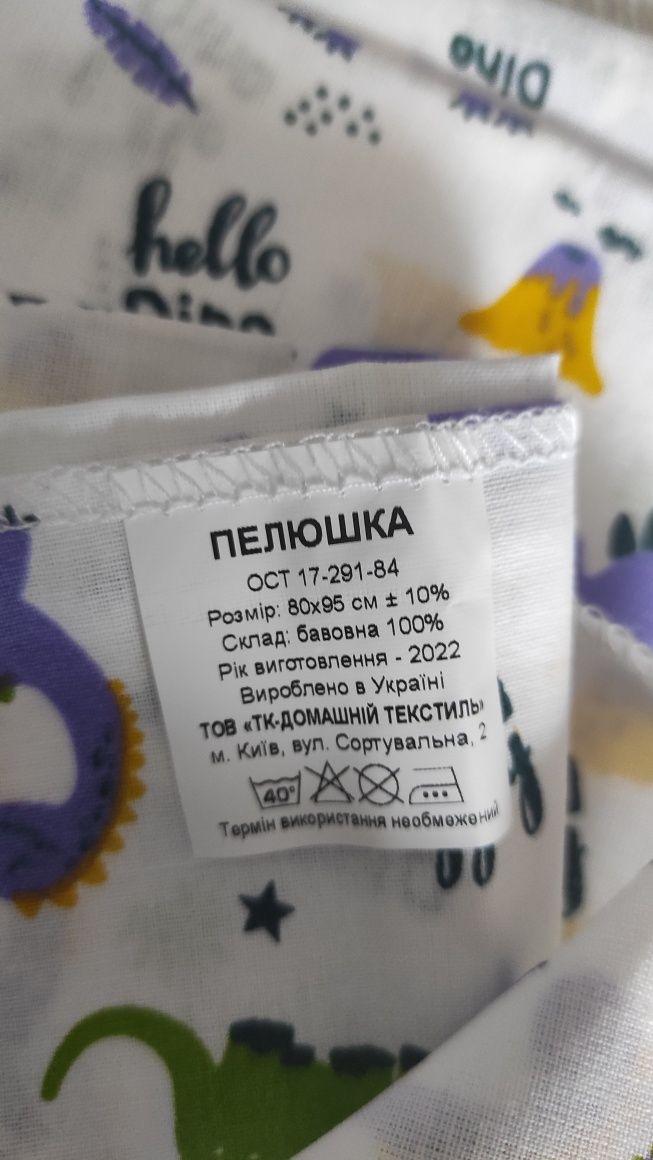 Dino
hello
Dino
ПЕЛЮШКА
ОСТ 17-291-84
Розмір: 80х95 см ± 10%
Склад: бавовна 100%
Рік виготовлення - 2022
Вироблено в Україні
ТОВ «ТК-ДОМАШНІЙ ТЕКСТИЛЬ»
м. Київ, вул. Сортувальна, 2
40°
Термін використання необмежений